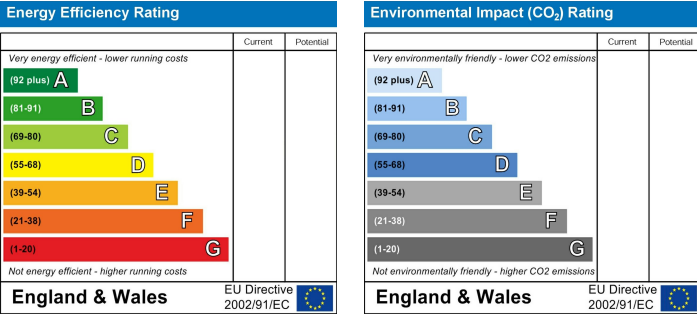 Energy Efficiency Rating
Current Potential
Very energy efficient - lower running costs
(92 plus) A
(81-91) B
(69-80) C
(55-68) D
(39-54) E
(21-38) F
(1-20) G
Not energy efficient - higher running costs
England & Wales
EU Directive
2002/91/EC
Environmental Impact (CO₂) Rating
Current Potential
Very environmentally friendly - lower CO2 emissions
(92 plus) A
(81-91) B
(69-80) C
(55-68) D
(39-54) E
(21-38) F
(1-20) G
Not environmentally friendly - higher CO2 emissions
England & Wales
EU Directive
2002/91/EC